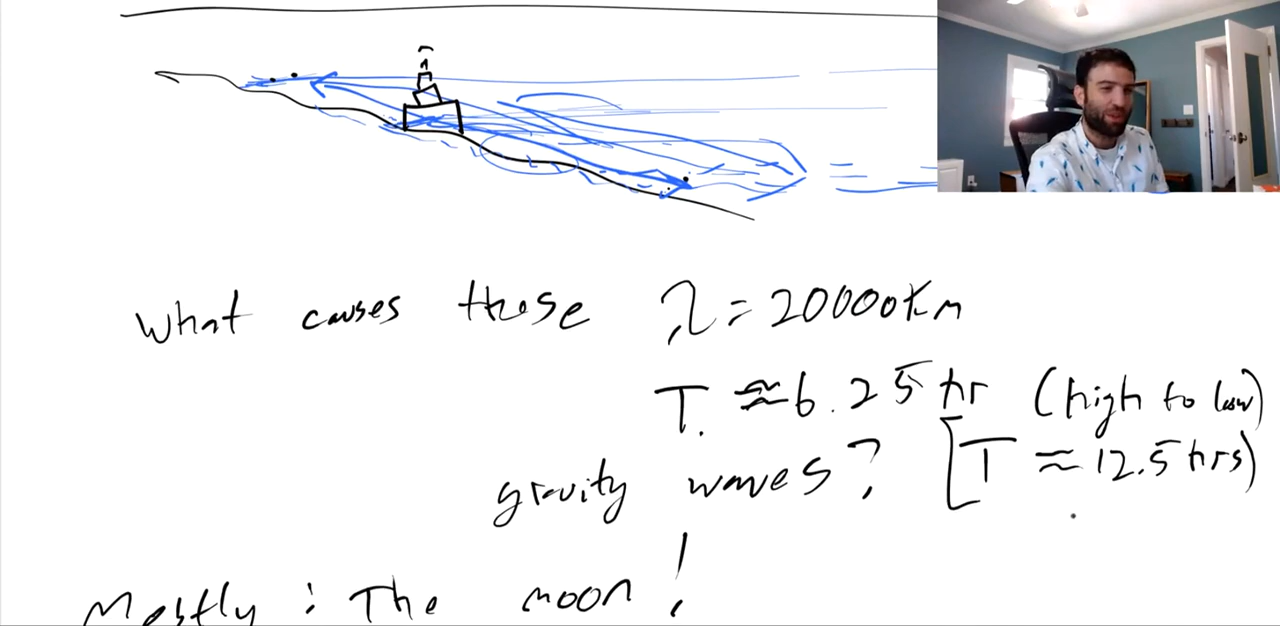 What causes these λ = 20000 km
T ≈ 6.25 hr (high to low)
gravity waves? [T ≈ 12.5 hrs)
Mostly: The moon!